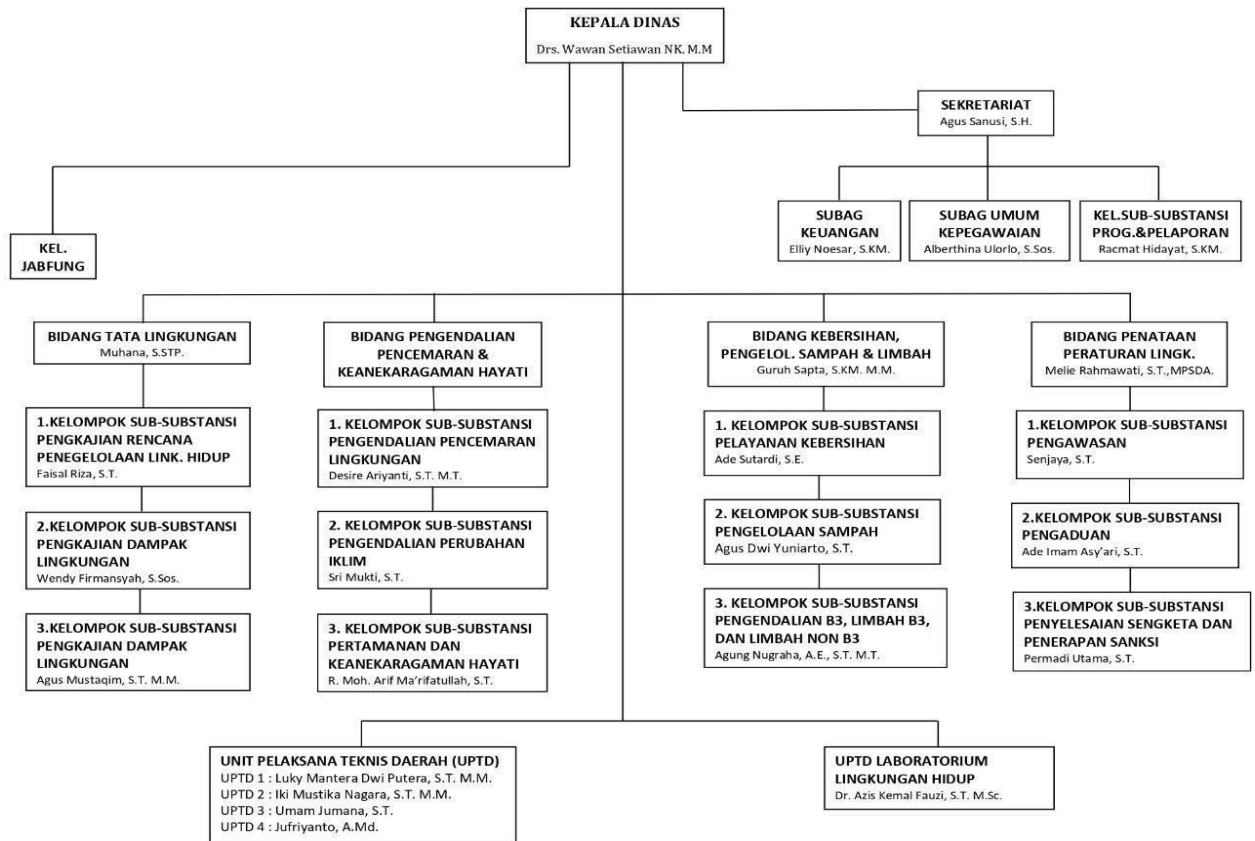 KEPALA DINAS
Drs. Wawan Setiawan NK. M.M
SEKRETARIAT
Agus Sanusi, S.H.
KEL.
JABFUNG
SUBAG
KEUANGAN
Elliy Noesar, S.KM.
SUBAG UMUM
KEPEGAWAIAN
Alberthina Ulorlo, S.Sos.
KEL.SUB-SUBSTANSI
PROG.&PELAPORAN
Racmat Hidayat, S.KM.
BIDANG TATA LINGKUNGAN
Muhana, S.STP.
1.KELOMPOK SUB-SUBSTANSI
PENGKAJIAN RENCANA
PENEGELOLAAN LINK. HIDUP
Faisal Riza, S.T.
2.KELOMPOK SUB-SUBSTANSI
PENGKAJIAN DAMPAK
LINGKUNGAN
Wendy Firmansyah, S.Sos.
3.KELOMPOK SUB-SUBSTANSI
PENGKAJIAN DAMPAK
LINGKUNGAN
Agus Mustaqim, S.T. M.M.
BIDANG PENGENDALIAN
PENCEMARAN &
KEANEKARAGAMAN HAYATI
1. KELOMPOK SUB-SUBSTANSI
PENGENDALIAN PENCEMARAN
LINGKUNGAN
Desire Ariyanti, S.T. M.T.
2. KELOMPOK SUB-SUBSTANSI
PENGENDALIAN PERUBAHAN
IKLIM
Sri Mukti, S.T.
3. KELOMPOK SUB-SUBSTANSI
PERTAMANAN DAN
KEANEKARAGAMAN HAYATI
R. Moh. Arif Ma'rifatullah, S.T.
BIDANG KEBERSIHAN,
PENGELOL. SAMPAH & LIMBAH
Guruh Sapta, S.KM. M.M.
1. KELOMPOK SUB-SUBSTANSI
PELAYANAN KEBERSIHAN
Ade Sutardi, S.E.
2. KELOMPOK SUB-SUBSTANSI
PENGELOLAAN SAMPAH
Agus Dwi Yuniarto, S.T.
3. KELOMPOK SUB-SUBSTANSI
PENGENDALIAN B3, LIMBAH B3,
DAN LIMBAH NON B3
Agung Nugraha, A.E., S.T. M.T.
BIDANG PENATAAN
PERATURAN LINGK.
Melie Rahmawati, S.T.,MPSDA.
1.KELOMPOK SUB-SUBSTANSI
PENGAWASAN
Senjaya, S.T.
2.KELOMPOK SUB-SUBSTANSI
PENGADUAN
Ade Imam Asy'ari, S.T.
3.KELOMPOK SUB-SUBSTANSI
PENYELESAIAN SENGKETA DAN
PENERAPAN SANKSI
Permadi Utama, S.T.
UNIT PELAKSANA TEKNIS DAERAH (UPTD)
UPTD 1 : Luky Mantera Dwi Putera, S.T. M.M.
UPTD 2 : Iki Mustika Nagara, S.T. M.M.
UPTD 3 : Umam Jumana, S.T.
UPTD 4 : Jufriyanto, A.Md.
UPTD LABORATORIUM
LINGKUNGAN HIDUP
Dr. Azis Kemal Fauzi, S.T. M.Sc.